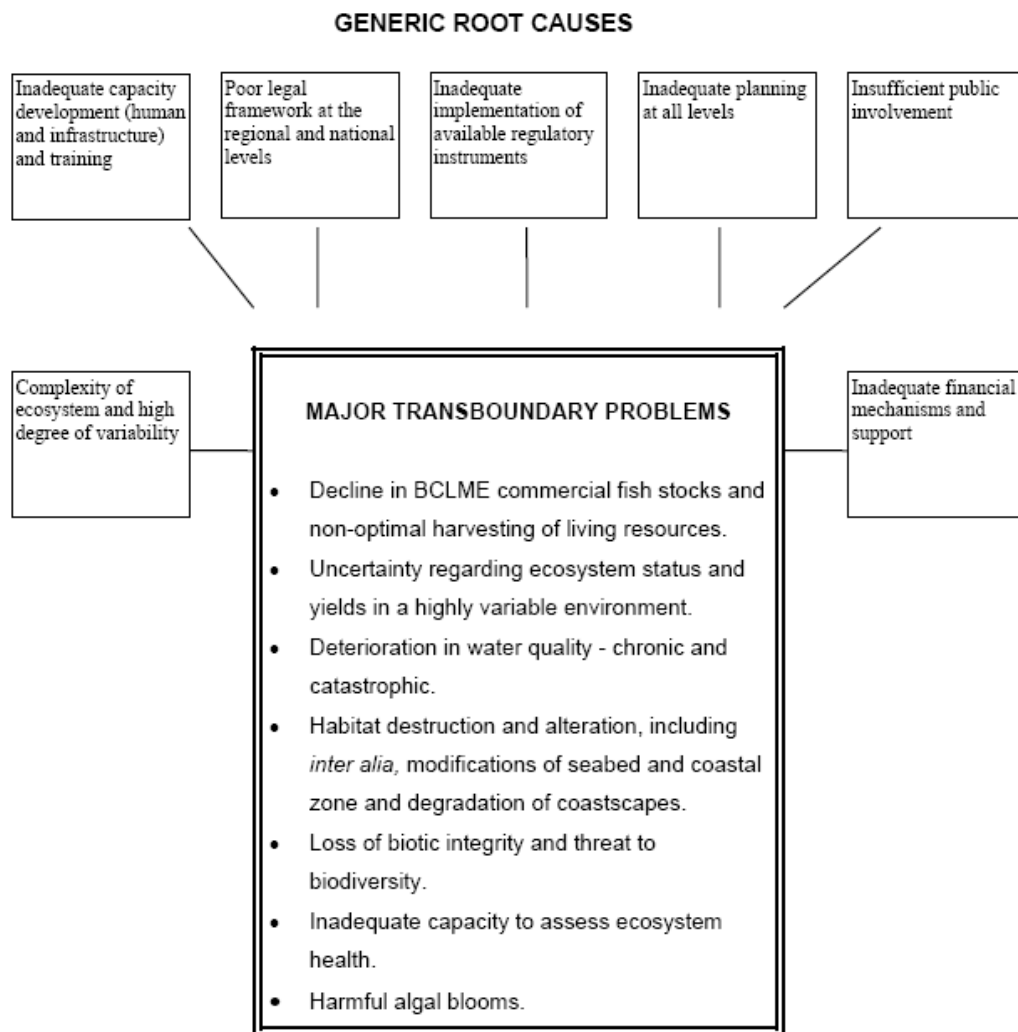 GENERIC ROOT CAUSES
Inadequate capacity
development (human
and infrastructure)
and training
Poor legal
framework at the
regional and national
levels
Inadequate
implementation of
available regulatory
instruments
Inadequate planning
at all levels
Insufficient public
involvement
Complexity of
ecosystem and high
degree of variability
Inadequate financial
mechanisms and
support
MAJOR TRANSBOUNDARY PROBLEMS
• Decline in BCLME commercial fish stocks and
non-optimal harvesting of living resources.
• Uncertainty regarding ecosystem status and
yields in a highly variable environment.
• Deterioration in water quality - chronic and
catastrophic.
• Habitat destruction and alteration, including
inter alia, modifications of seabed and coastal
zone and degradation of coastscapes.
• Loss of biotic integrity and threat to
biodiversity.
• Inadequate capacity to assess ecosystem
health.
• Harmful algal blooms.